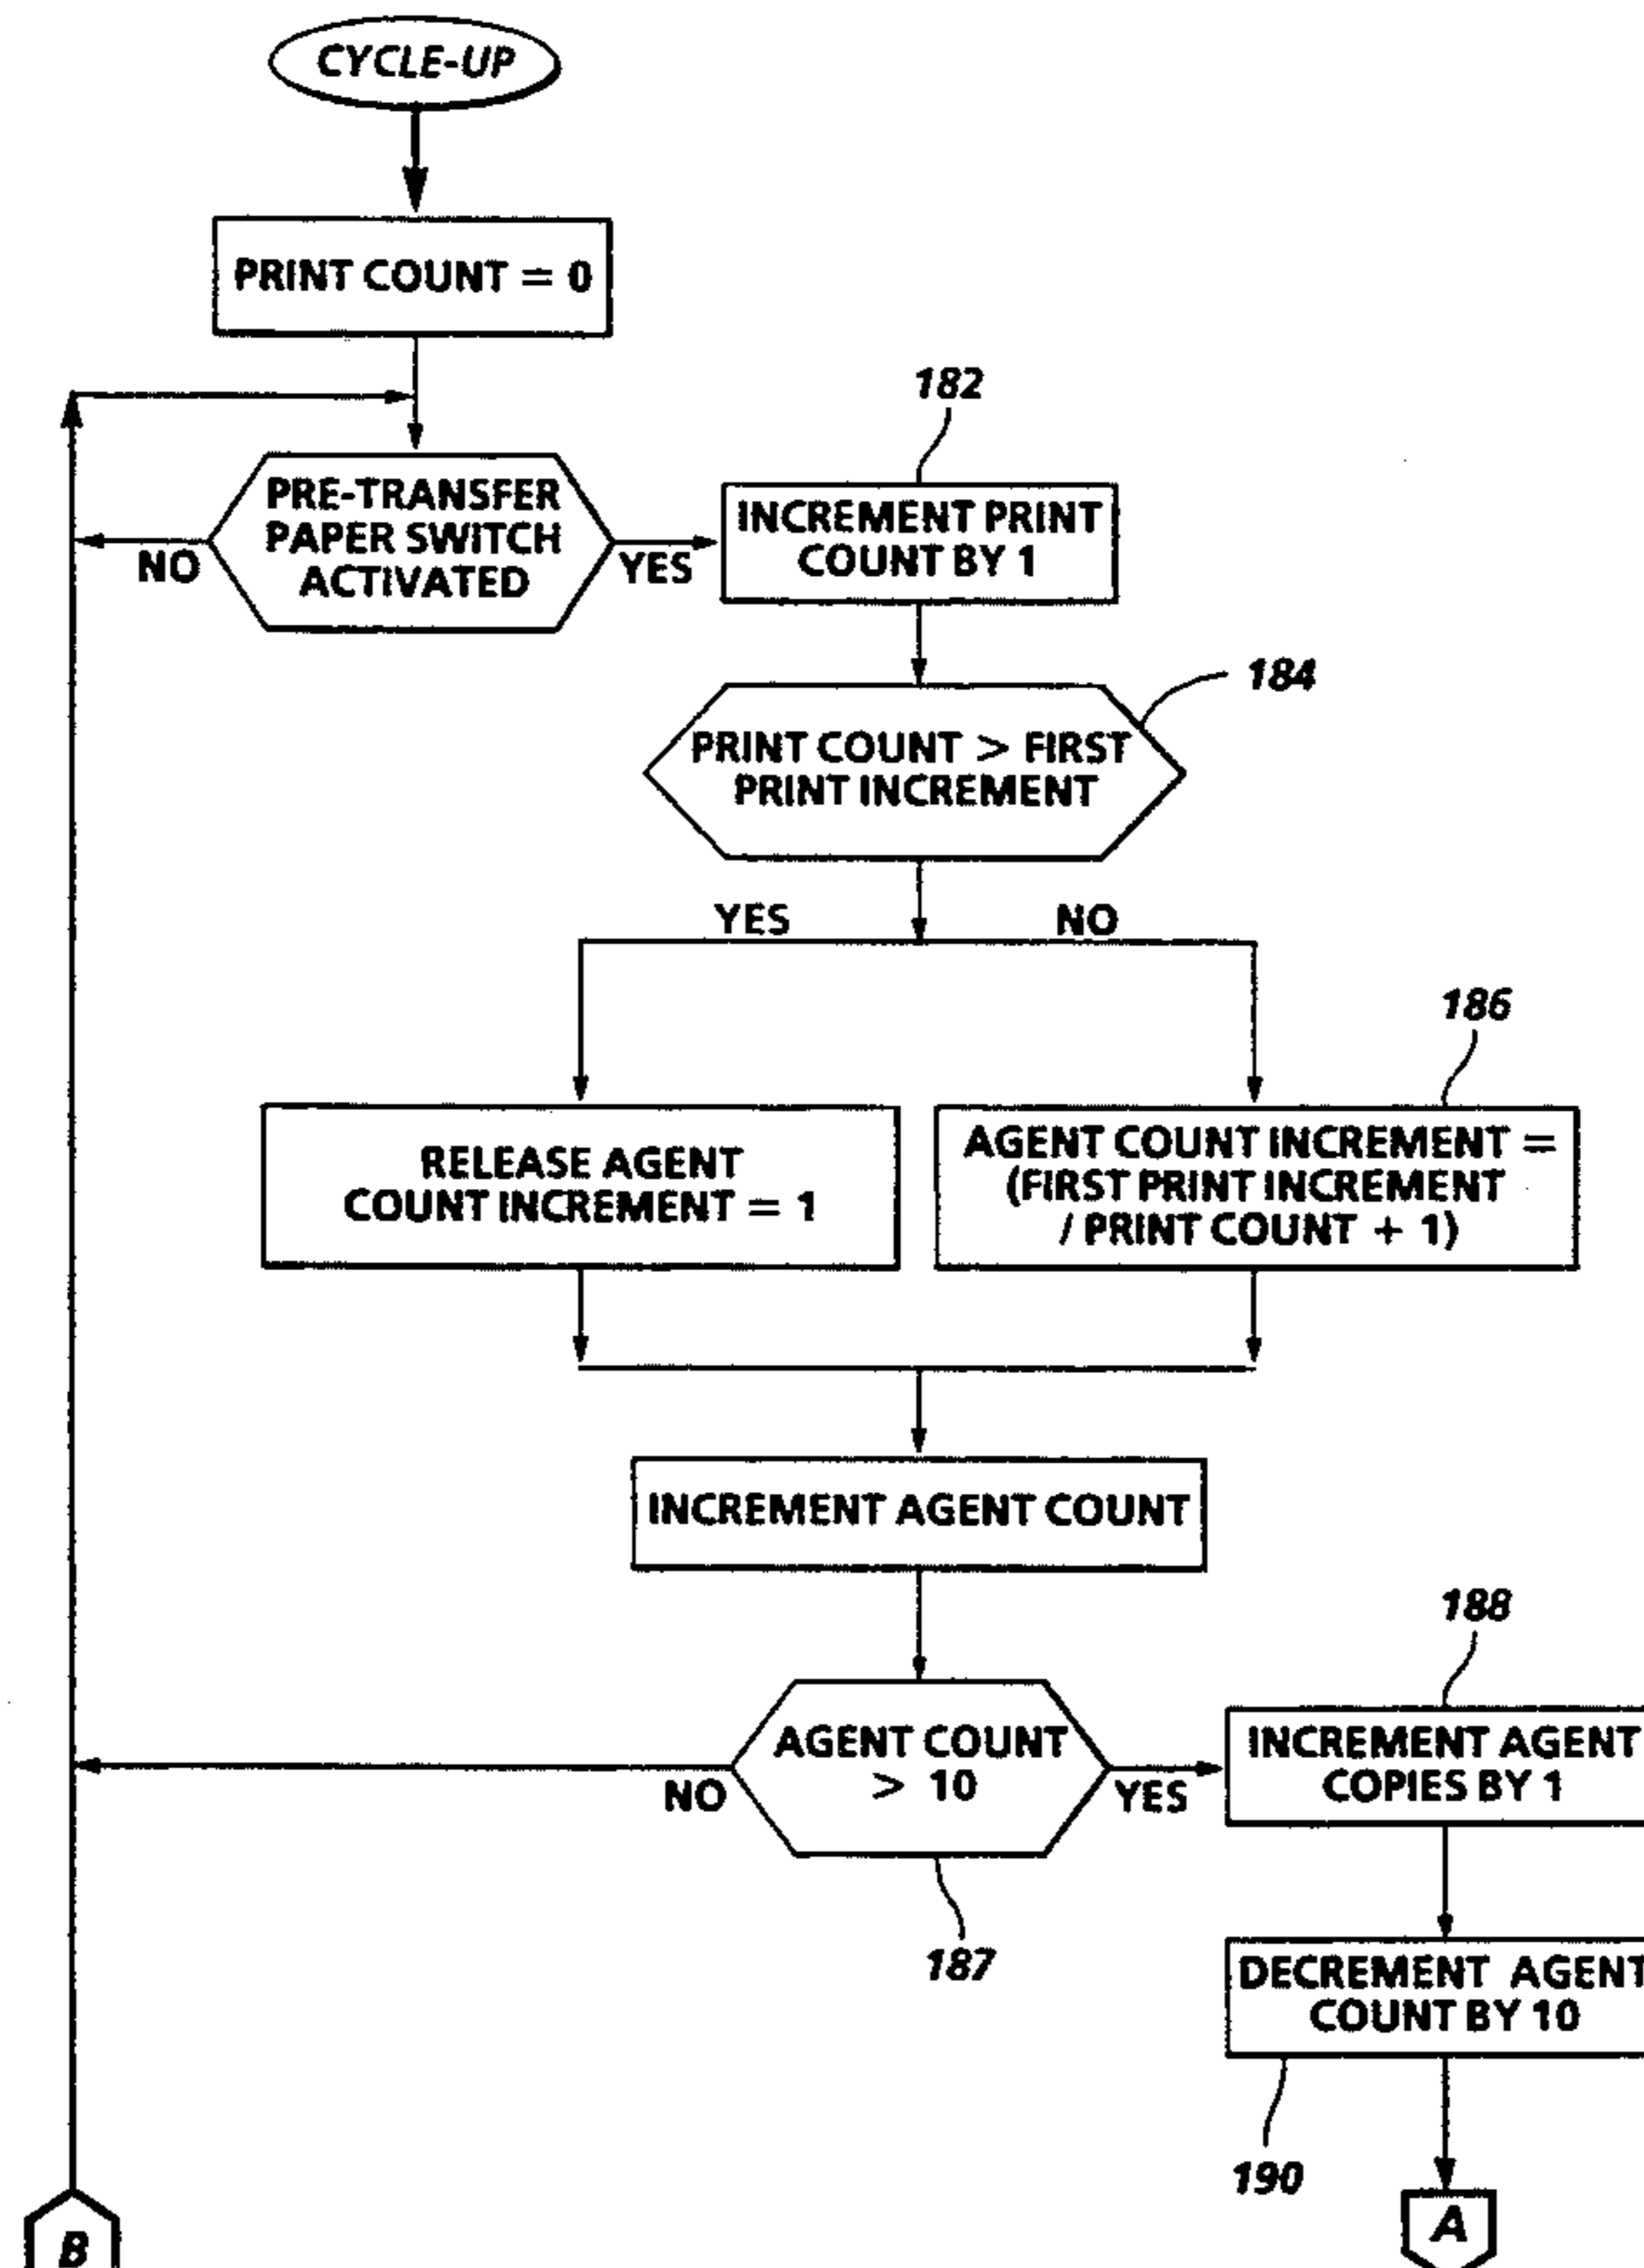 CYCLE-UP
PRINT COUNT = 0
182
PRE-TRANSFER
PAPER SWITCH
ACTIVATED
NO
YES
INCREMENT PRINT
COUNT BY 1
184
PRINT COUNT > FIRST
PRINT INCREMENT
YES
NO
186
RELEASE AGENT
COUNT INCREMENT = 1
AGENT COUNT INCREMENT =
(FIRST PRINT INCREMENT
/ PRINT COUNT + 1)
INCREMENT AGENT COUNT
188
AGENT COUNT
> 10
NO
YES
INCREMENT AGENT
COPIES BY 1
187
DECREMENT AGENT
COUNT BY 10
190
A
B